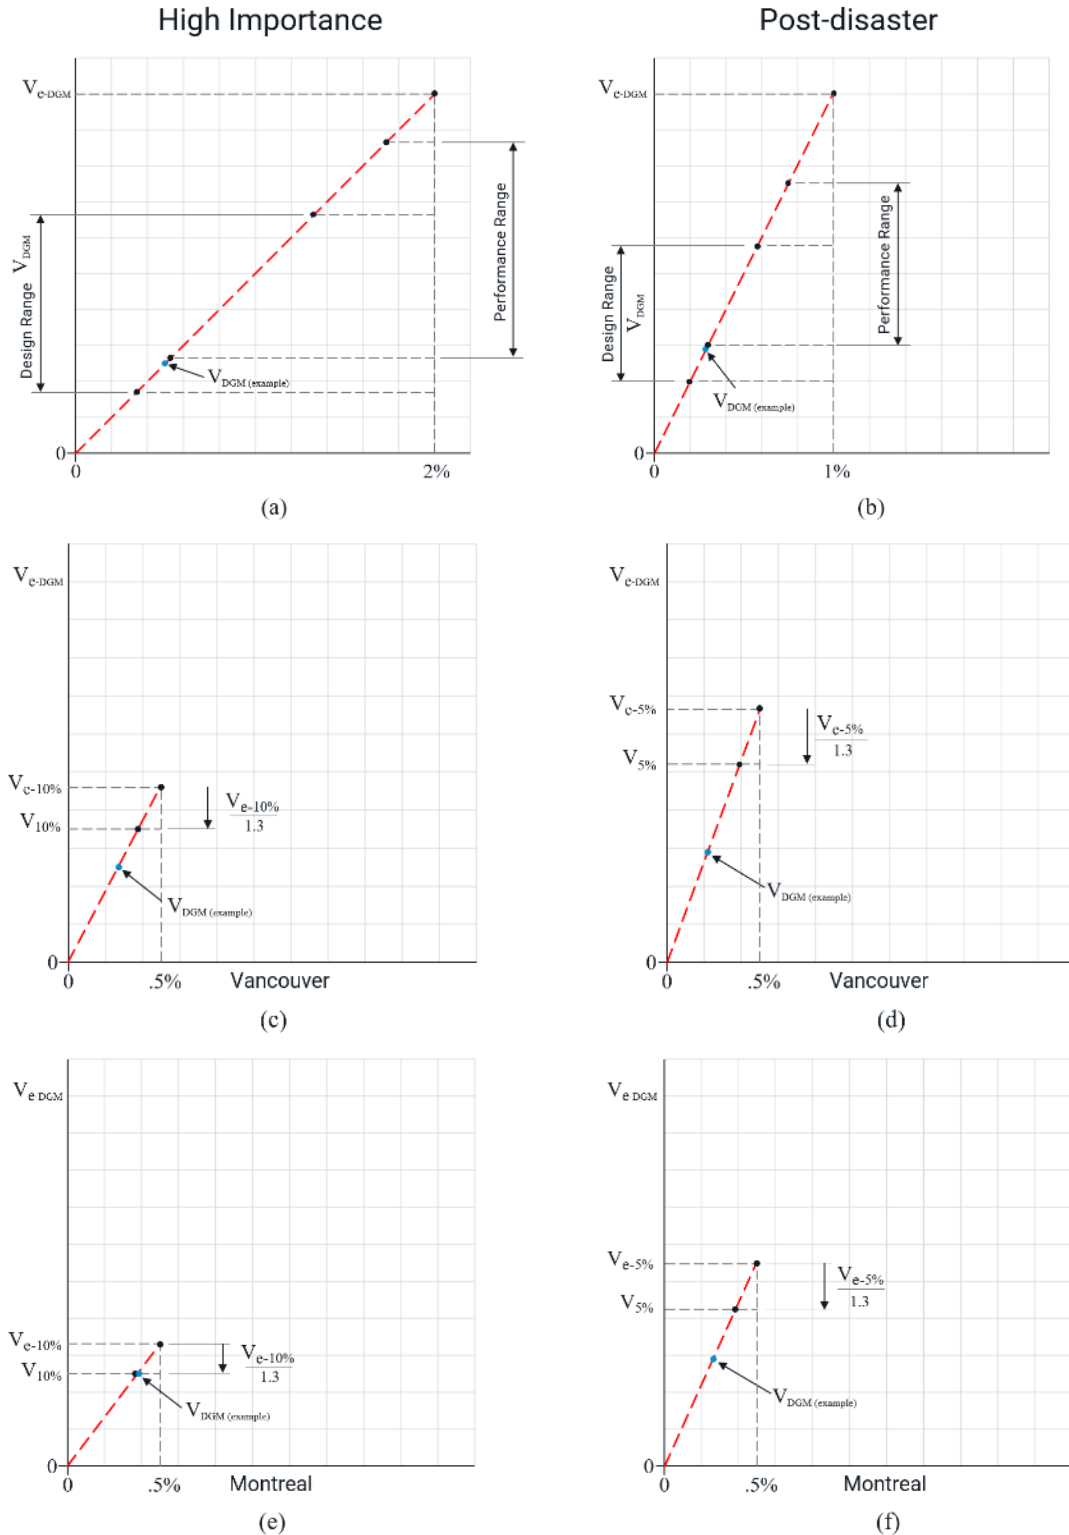 High Importance
Post-disaster
Ve-DGM
Design Range VDGM
Performance Range
VDGM (example)
0
0
2%
(a)
Ve-DGM
Design Range
VDGM
Performance Range
VDGM (example)
0
0
1%
(b)
Ve-DGM
Ve-10%
V10%
Ve-10%
1.3
VDGM (example)
0
0
.5%
Vancouver
(c)
Ve-DGM
Ve-5%
V5%
Ve-5%
1.3
VDGM (example)
0
0
.5%
Vancouver
(d)
Ve DGM
Ve-10%
V10%
Ve-10%
1.3
VDGM (example)
0
0
.5%
Montreal
(e)
Ve DGM
Ve-5%
V5%
Ve-5%
1.3
VDGM (example)
0
0
.5%
Montreal
(f)